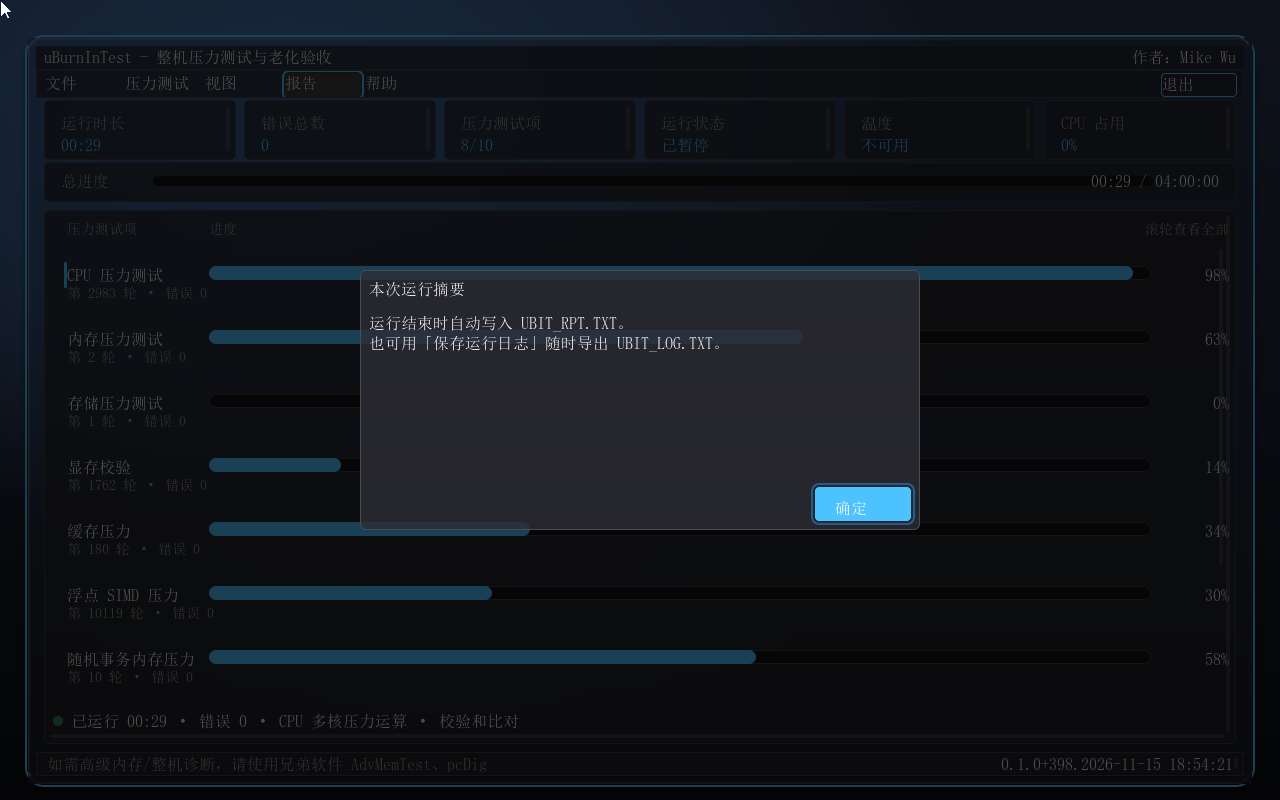 uBurnInTest - 整机压力测试与老化验收
作者: Mike Wu
文件 压力测试 视图 报告 帮助 退出
运行时长 错误总数 压力测试项 运行状态 温度 CPU 占用
00:29 0 8/10 已暂停 不可用 0%
总进度 00:29 / 04:00:00
压力测试项 进度 滚轮查看全部
CPU 压力测试 98%
第 2983 轮 • 错误 0
本次运行摘要
运行结束时自动写入 UBIT_RPT.TXT。
也可用「保存运行日志」随时导出 UBIT_LOG.TXT。
确定
内存压力测试 63%
第 2 轮 • 错误 0
存储压力测试 0%
第 1 轮 • 错误 0
显存校验 14%
第 1762 轮 • 错误 0
缓存压力 34%
第 180 轮 • 错误 0
浮点 SIMD 压力 30%
第 10119 轮 • 错误 0
随机事务内存压力 58%
第 10 轮 • 错误 0
已运行 00:29 • 错误 0 • CPU 多核压力运算 • 校验和比对
如需高级内存/整机诊断，请使用兄弟软件 AdvMemTest、pcDig
0.1.0+398.2026-11-15 18:54:21